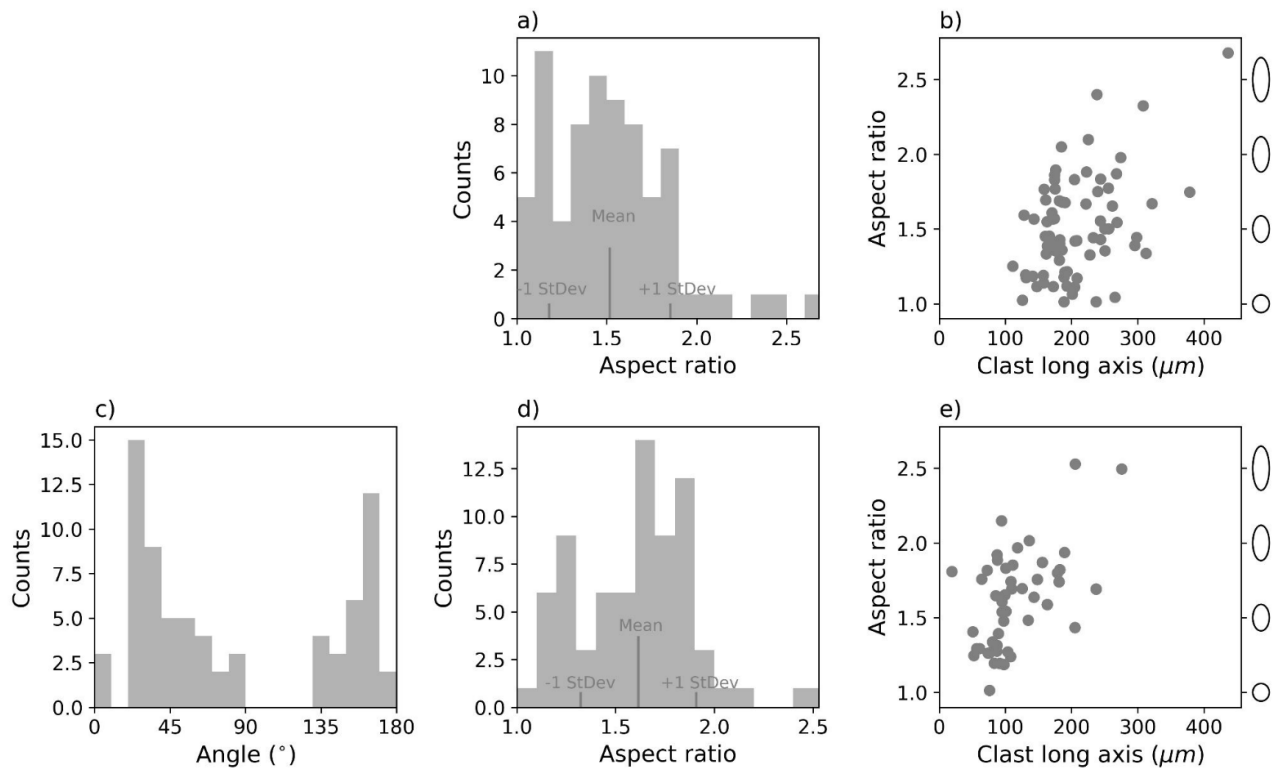 a)
Counts
10
8
6
4
2
0
Mean
-1 StDev
+1 StDev
1.0 1.5 2.0 2.5
Aspect ratio
b)
Aspect ratio
2.5
2.0
1.5
1.0
0 100 200 300 400
Clast long axis (μm)
c)
Counts
15.0
12.5
10.0
7.5
5.0
2.5
0.0
0 45 90 135 180
Angle (°)
d)
Counts
12.5
10.0
7.5
5.0
2.5
0.0
Mean
-1 StDev
+1 StDev
1.0 1.5 2.0 2.5
Aspect ratio
e)
Aspect ratio
2.5
2.0
1.5
1.0
0 100 200 300 400
Clast long axis (μm)